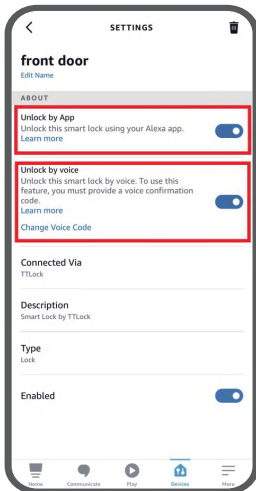 SETTINGS
front door
Edit Name
ABOUT
Unlock by App
Unlock this smart lock using your Alexa app.
Learn more
Unlock by voice
Unlock this smart lock by voice. To use this
feature, you must provide a voice confirmation
code.
Learn more
Change Voice Code
Connected Via
TTLock
Description
Smart Lock by TTLock
Type
Lock
Enabled
Home Communicate Play Devices More